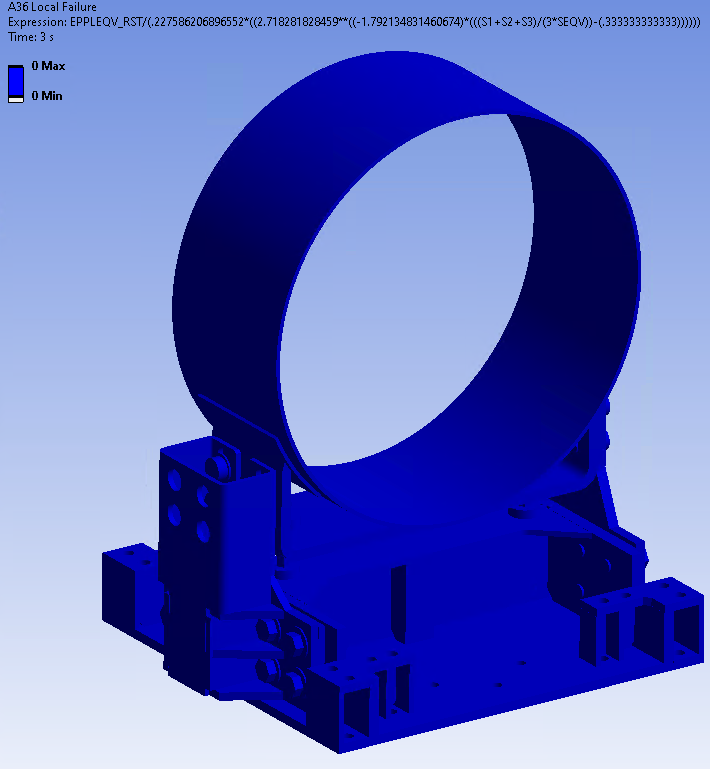 A36 Local Failure
Expression: EPPLEQV_RST/(.227586206896552*((2.718281828459**((-1.792134831460674)*(((S1+S2+S3)/(3*SEQV))-(.333333333333))))))
Time: 3 s
0 Max
0 Min